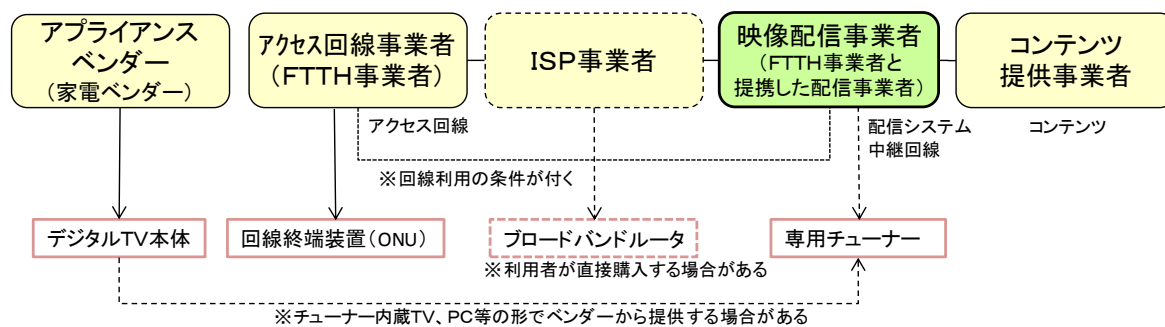 アプライアンス
ベンダー
(家電ベンダー)
アクセス回線事業者
(FTTH事業者)
ISP事業者
映像配信事業者
(FTTH事業者と
提携した配信事業者)
コンテンツ
提供事業者
アクセス回線
配信システム
中継回線
コンテンツ
※回線利用の条件が付く
デジタルTV本体
回線終端装置(ONU)
ブロードバンドルータ
専用チューナー
※利用者が直接購入する場合がある
※チューナー内蔵TV、PC等の形でベンダーから提供する場合がある